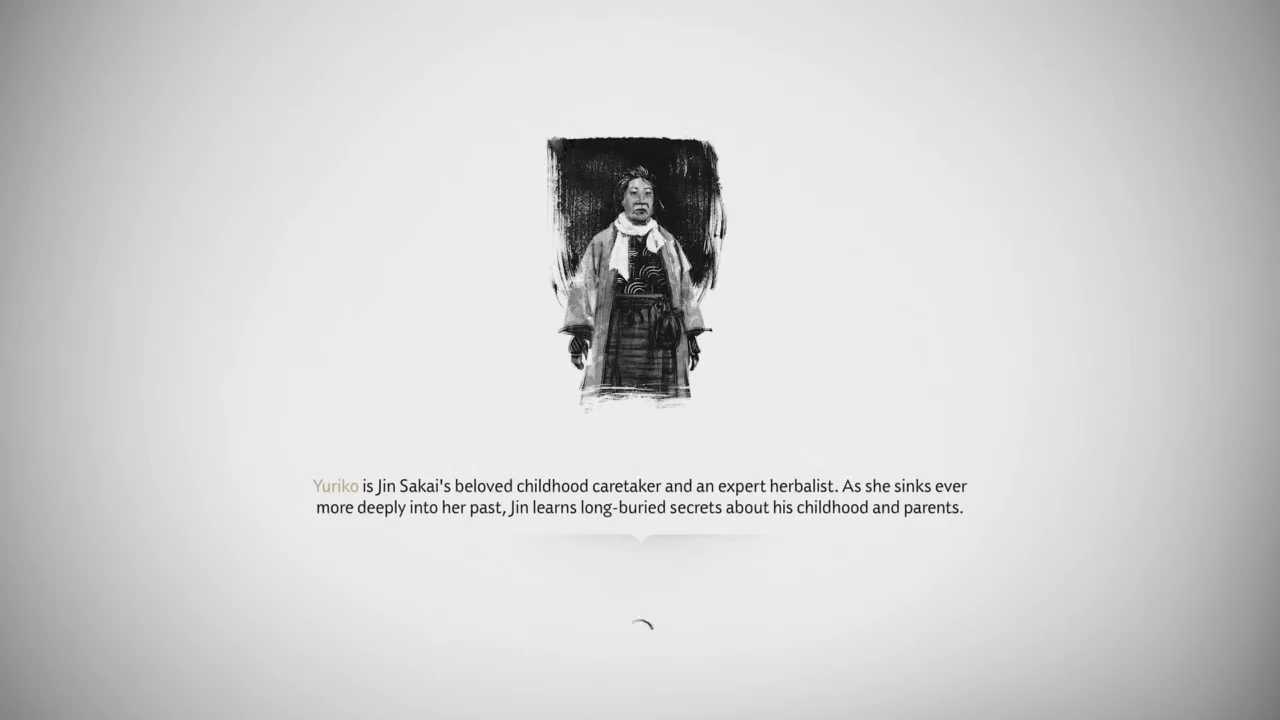 Yuriko is Jin Sakai's beloved childhood caretaker and an expert herbalist. As she sinks ever
more deeply into her past, Jin learns long-buried secrets about his childhood and parents.